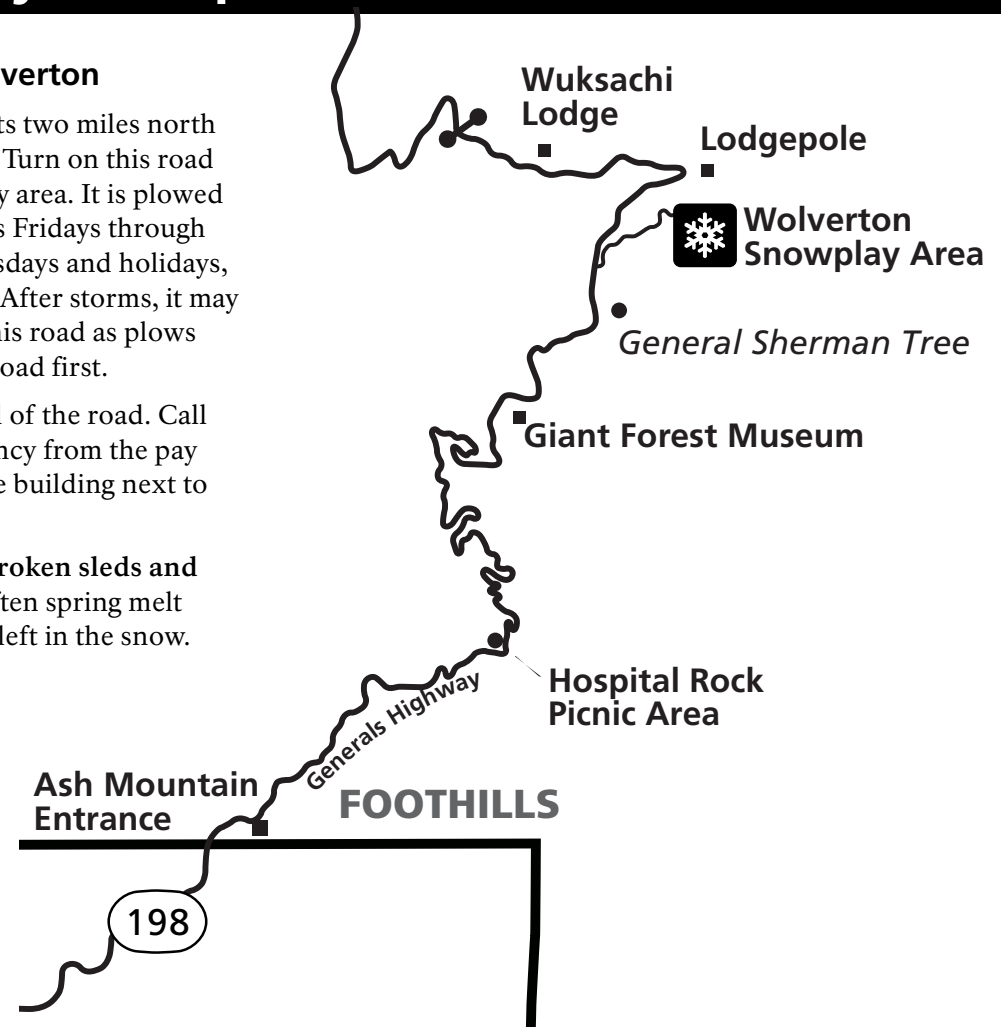 verton
ts two miles north
Turn on this road
y area. It is plowed
s Fridays through
sdays and holidays,
After storms, it may
his road as plows
oad first.
l of the road. Call
ncy from the pay
e building next to
roken sleds and
ften spring melt
left in the snow.
Wuksachi
Lodge
Lodgepole
Wolverton
Snowplay Area
General Sherman Tree
Giant Forest Museum
Hospital Rock
Picnic Area
Generals Highway
Ash Mountain
Entrance
FOOTHILLS
198